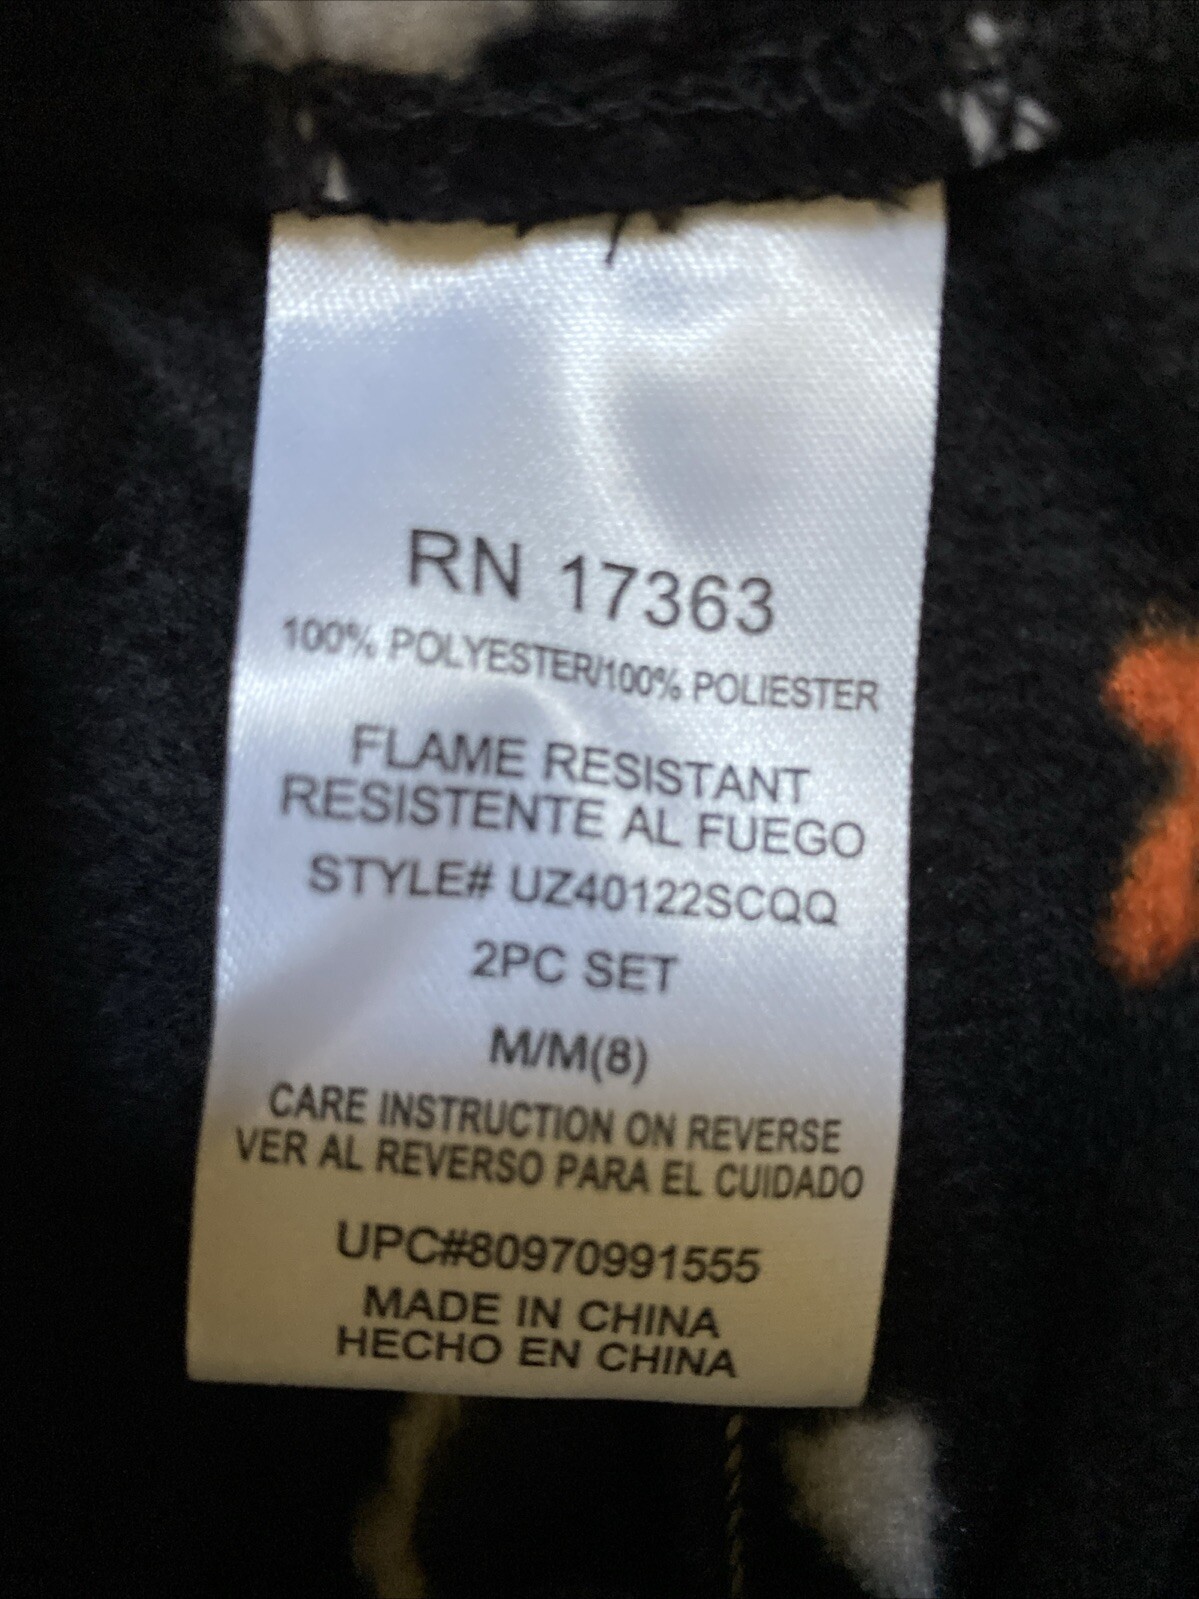 RN 17363
100% POLYESTER/100% POLIESTER
FLAME RESISTANT
RESISTENTE AL FUEGO
STYLE# UZ40122SCQQ
2PC SET
M/M(8)
CARE INSTRUCTION ON REVERSE
VER AL REVERSO PARA EL CUIDADO
UPC#80970991555
MADE IN CHINA
HECHO EN CHINA